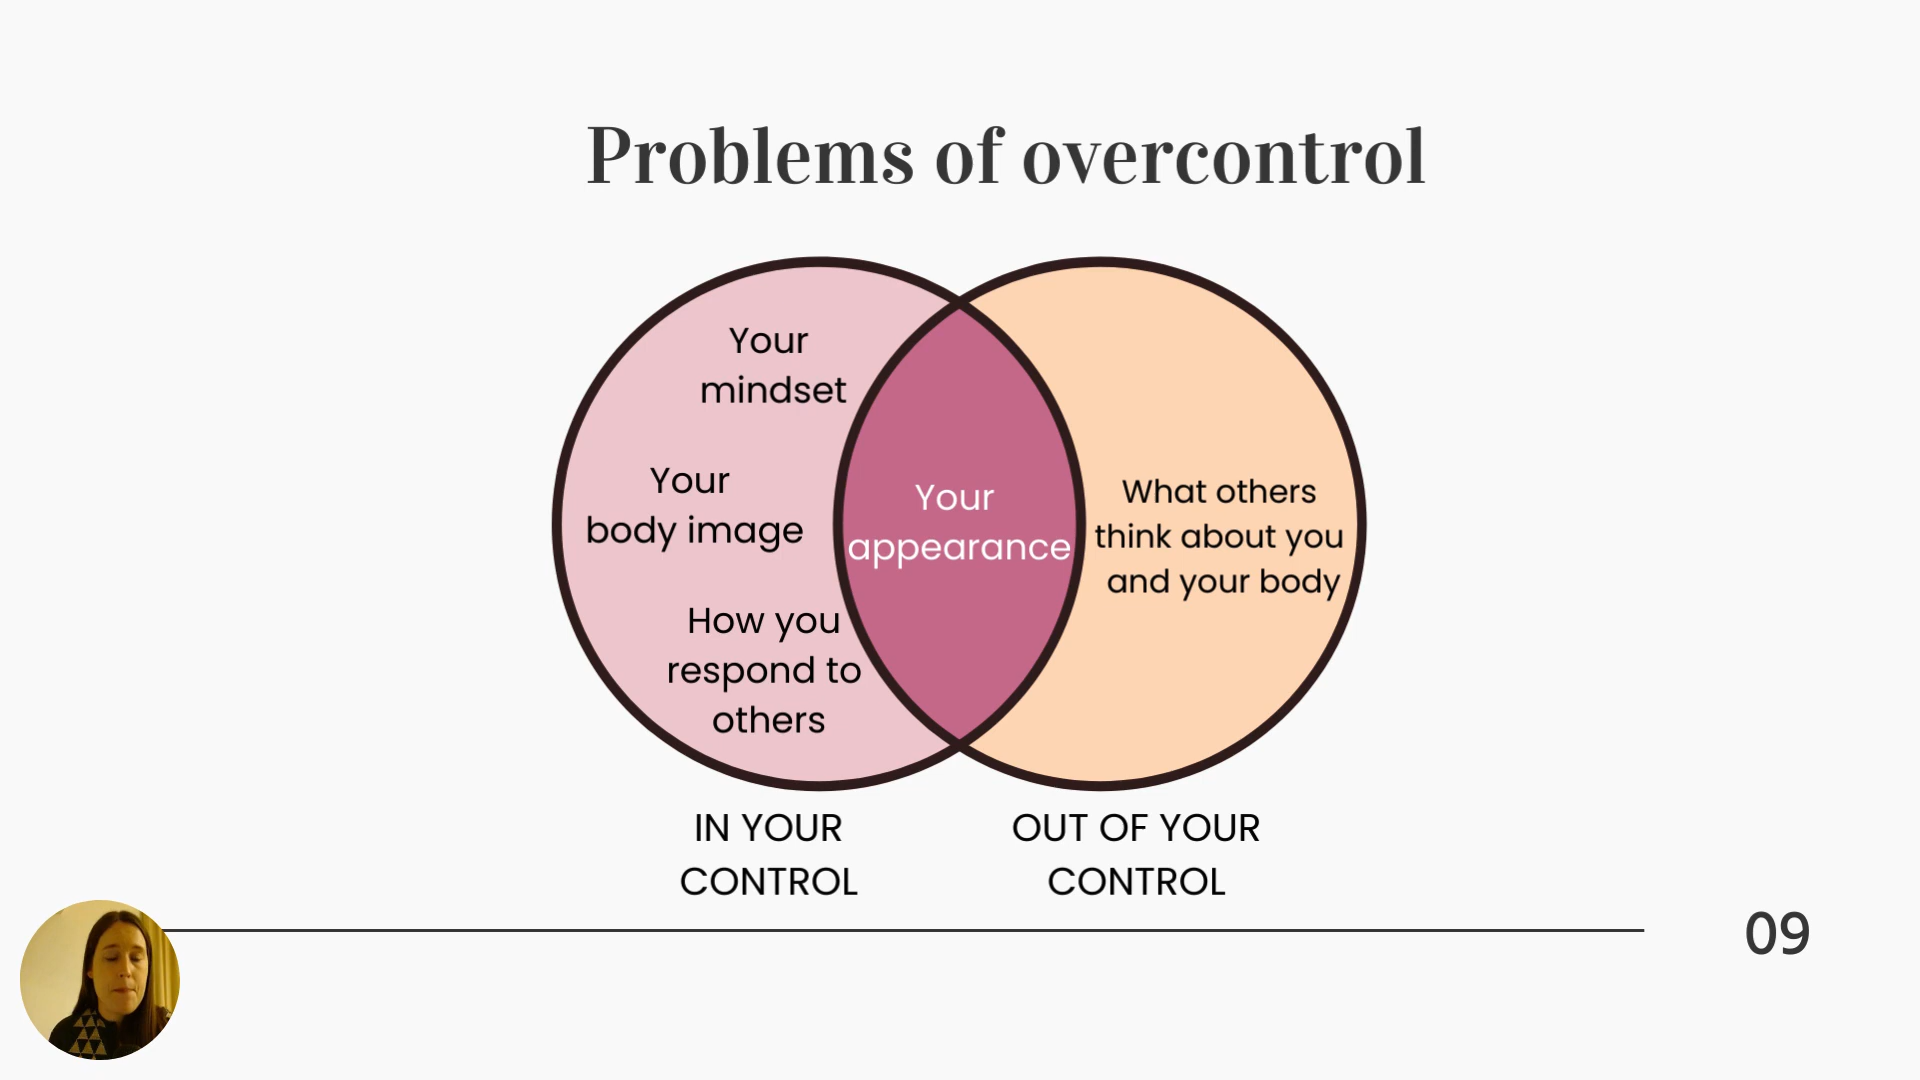 Problems of overcontrol
Your
mindset
Your
body image
How you
respond to
others
Your
appearance
What others
think about you
and your body
IN YOUR
CONTROL
OUT OF YOUR
CONTROL
09